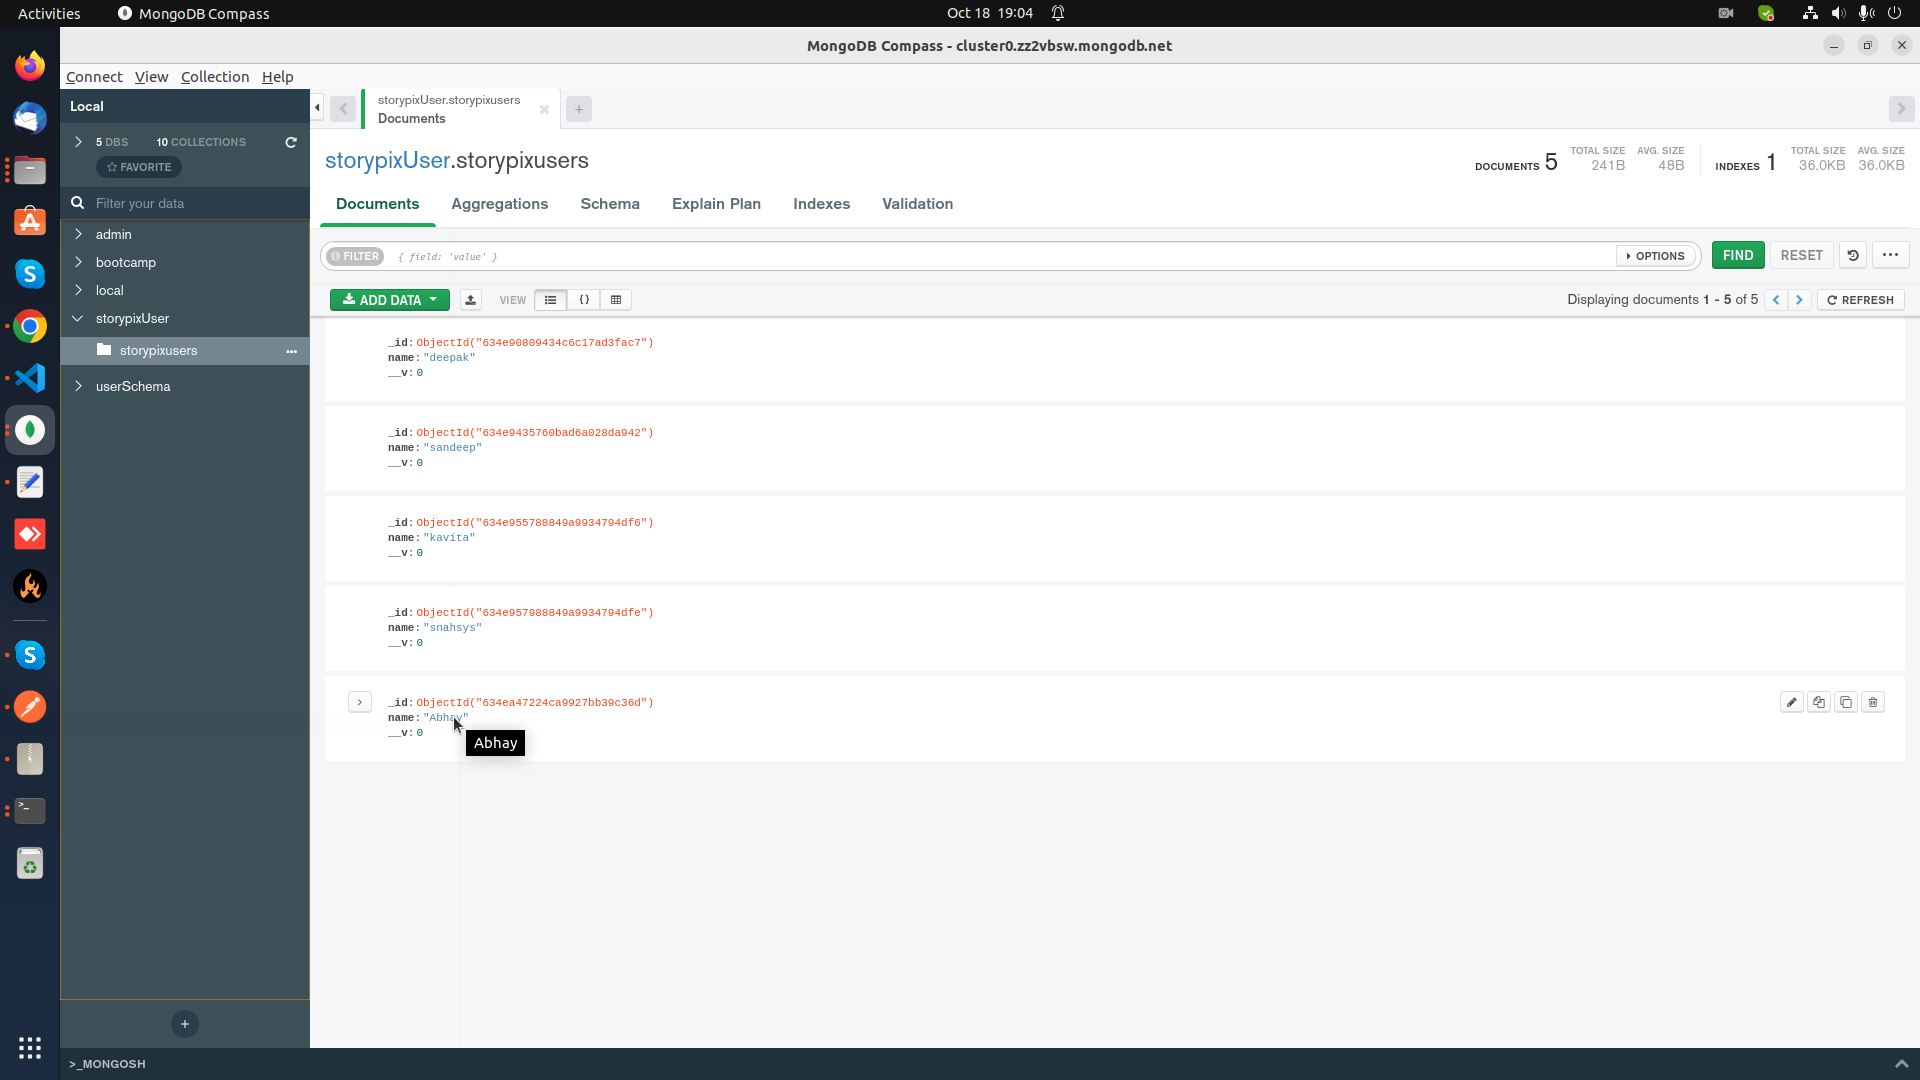 Activities
MongoDB Compass
Oct 18 19:04
MongoDB Compass - cluster0.zz2vbsw.mongodb.net
Connect View Collection Help
Local
5 DBS 10 COLLECTIONS
FAVORITE
Filter your data
admin
bootcamp
local
storypixUser
storypixusers
userSchema
storypixUser.storypixusers
Documents
storypixUser.storypixusers
DOCUMENTS 5
TOTAL SIZE
241B
AVG. SIZE
48B
INDEXES 1
TOTAL SIZE
36.0KB
AVG. SIZE
36.0KB
Documents Aggregations Schema Explain Plan Indexes Validation
FILTER { field: 'value' } OPTIONS FIND RESET
ADD DATA VIEW { } Displaying documents 1 - 5 of 5 REFRESH
_id: ObjectId("634e90809434c6c17ad3fac7")
name: "deepak"
__v: 0
_id: ObjectId("634e9435760bad6a028da942")
name: "sandeep"
__v: 0
_id: ObjectId("634e955788849a9934794df6")
name: "kavita"
__v: 0
_id: ObjectId("634e957988849a9934794dfe")
name: "snahsys"
__v: 0
_id: ObjectId("634ea47224ca9927bb39c36d")
name: "Abhay"
__v: 0
Abhay
>_MONGOSH